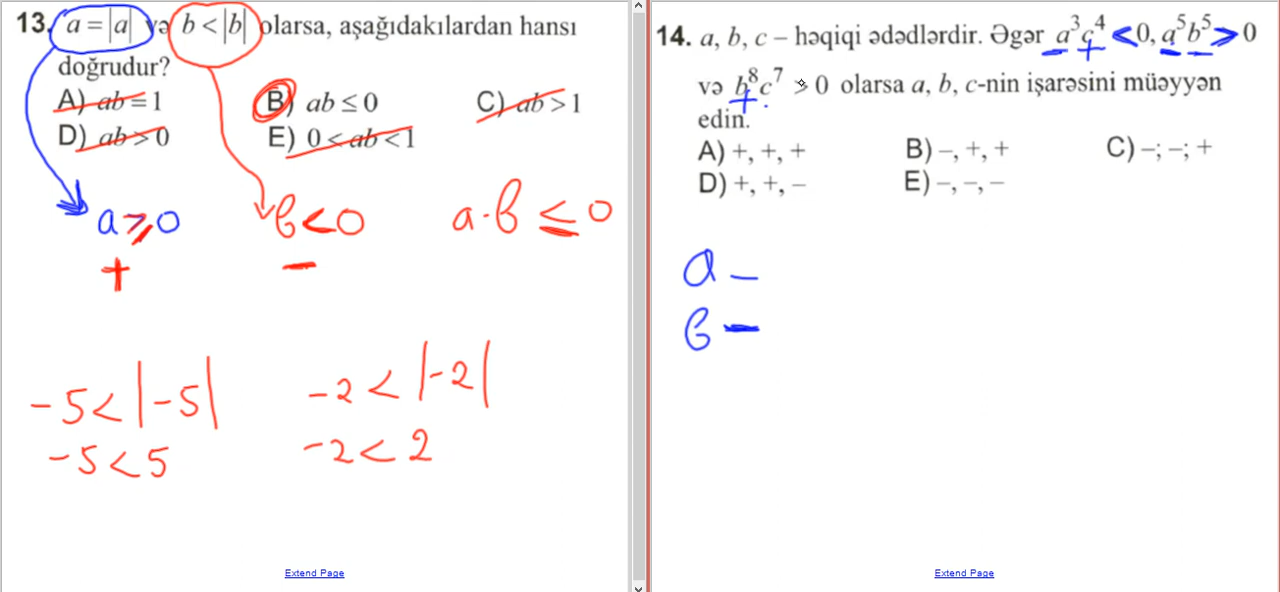 13. a = |a| və b < |b| olarsa, aşağıdakılardan hansı
doğrudur?
A) ab = 1 B) ab ≤ 0 C) ab > 1
D) ab > 0 E) 0 < ab < 1
a ≥ 0 b < 0 a · b ≤ 0
+ −
-5 < |-5| -2 < |-2|
-5 < 5 -2 < 2
Extend Page
14. a, b, c – həqiqi ədədlərdir. Əgər a³c⁴ < 0, a⁵b⁵ > 0
− + − −
və b⁸c⁷ > 0 olarsa a, b, c-nin işarəsini müəyyən
+
edin.
A) +, +, + B) –, +, + C) –; –; +
D) +, +, – E) –, –, –
a −
b −
Extend Page